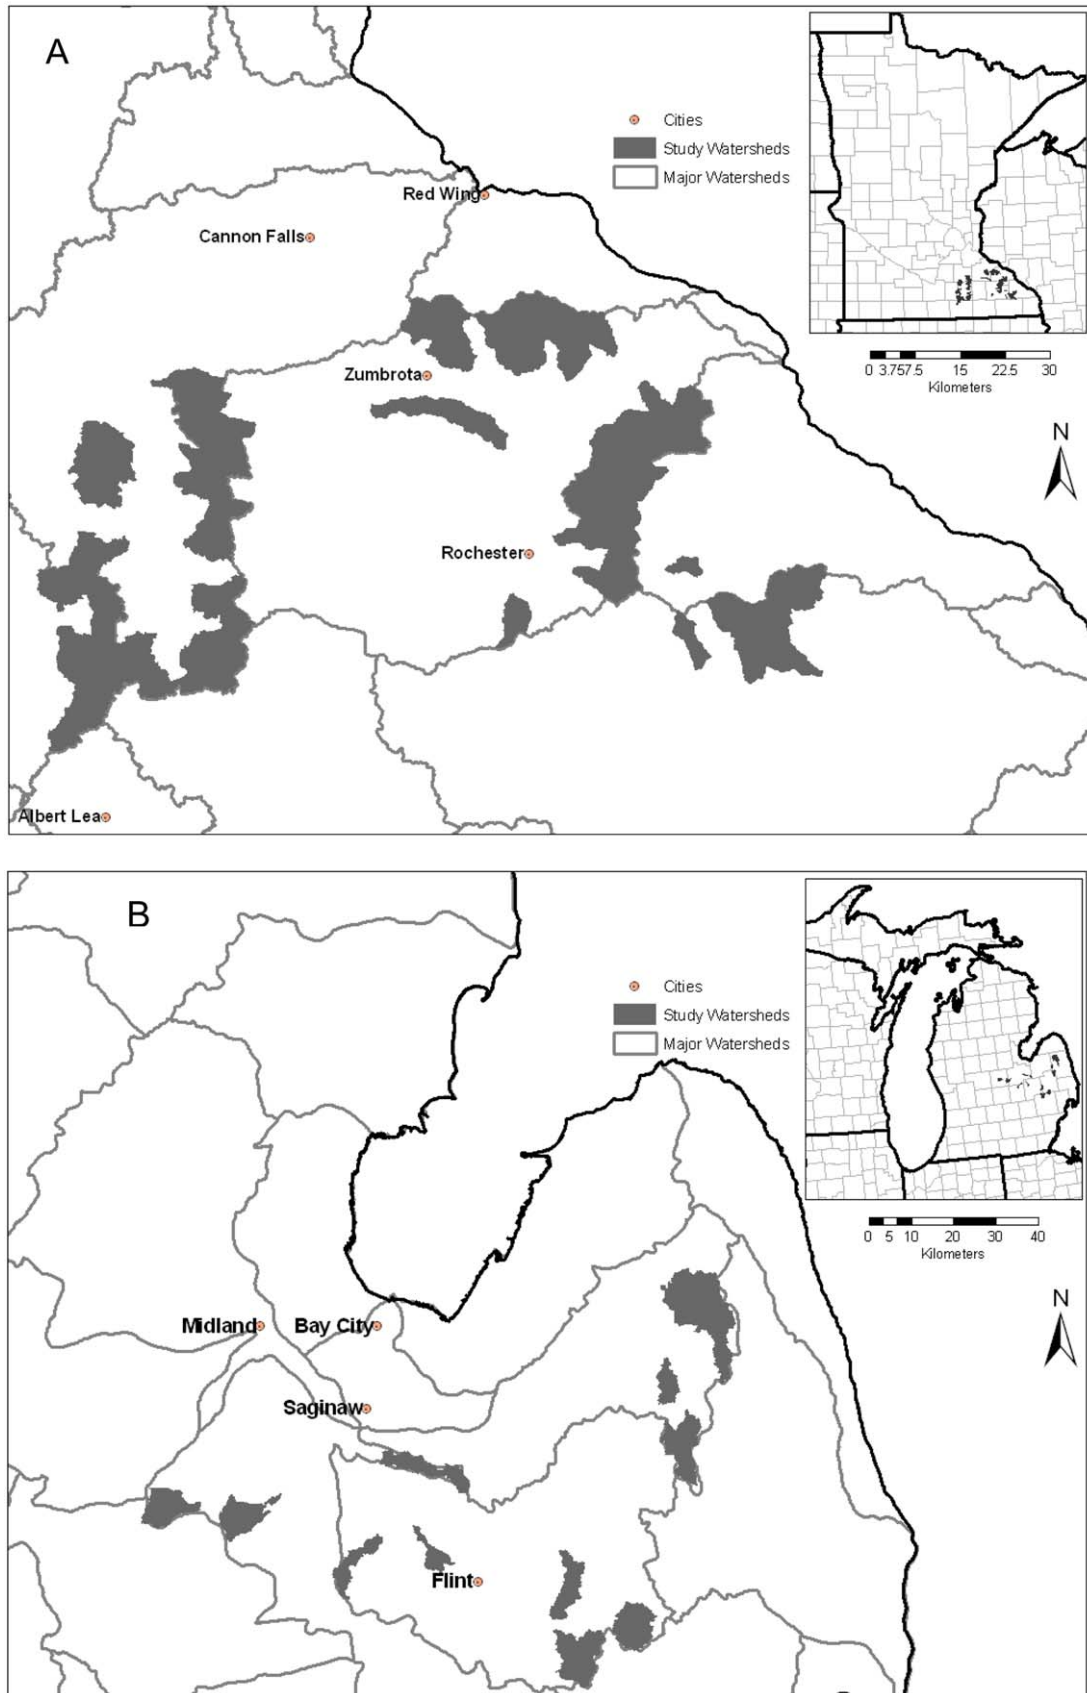 A
Cities
Study Watersheds
Major Watersheds
Red Wing
Cannon Falls
0 3.757.5 15 22.5 30
Kilometers
Zumbrota
N
Rochester
Albert Lea
B
Cities
Study Watersheds
Major Watersheds
0 5 10 20 30 40
Kilometers
N
Midland
Bay City
Saginaw
Flint